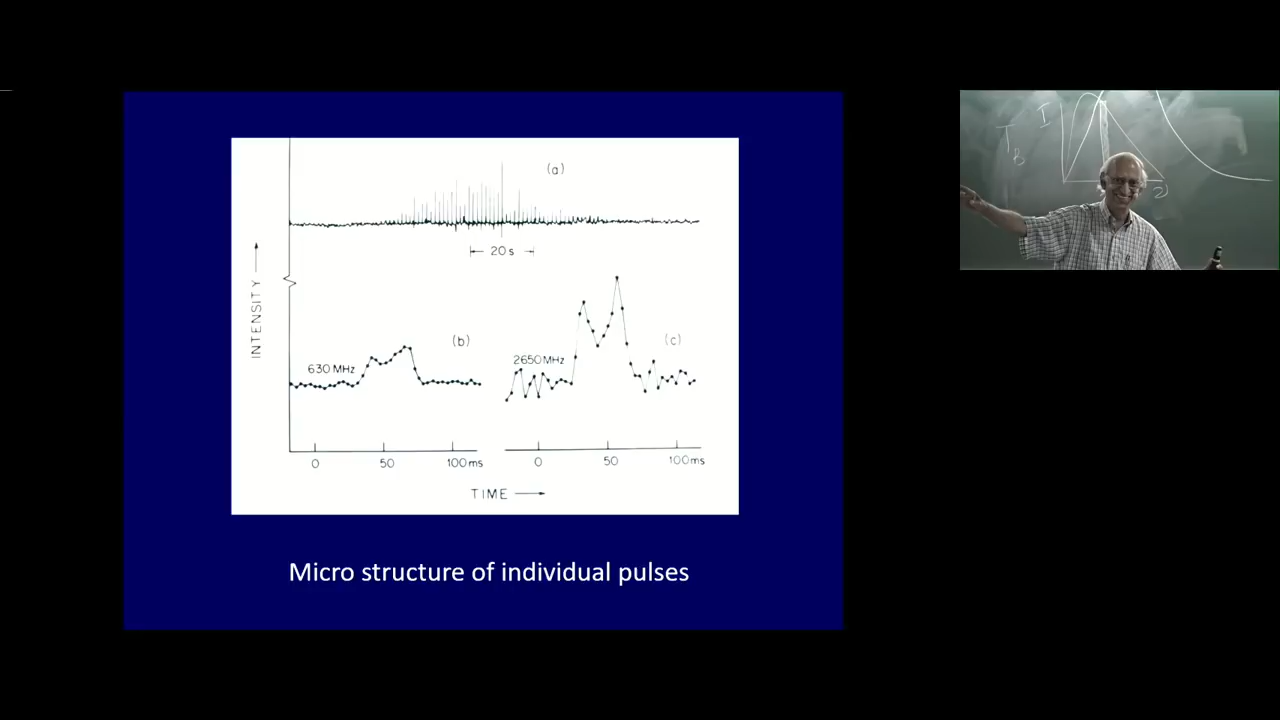 (a)
20 s
INTENSITY
(b)
(c)
630 MHz
2650 MHz
0 50 100 ms
0 50 100 ms
TIME
Micro structure of individual pulses
I
T B